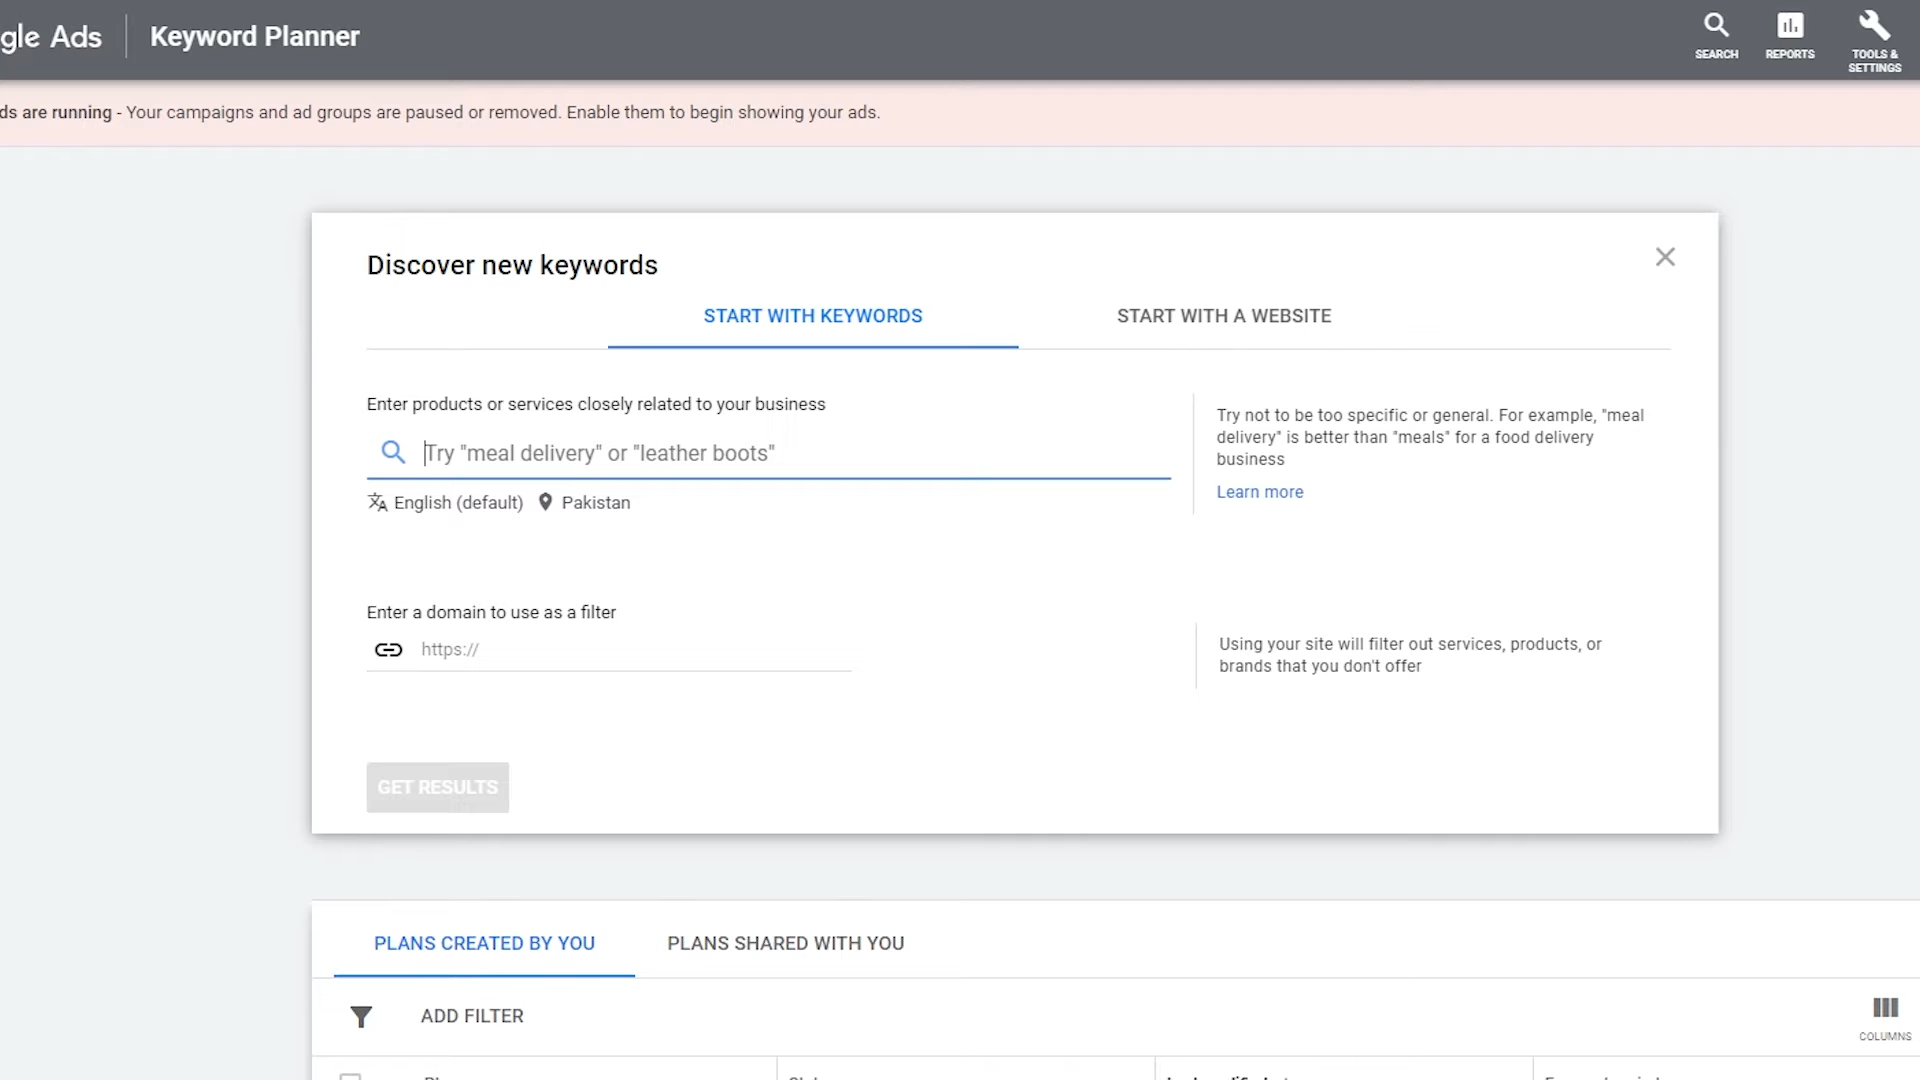 gle Ads
Keyword Planner
SEARCH
REPORTS
TOOLS &
SETTINGS
ds are running - Your campaigns and ad groups are paused or removed. Enable them to begin showing your ads.
Discover new keywords
START WITH KEYWORDS
START WITH A WEBSITE
Enter products or services closely related to your business
Try "meal delivery" or "leather boots"
English (default)
Pakistan
Try not to be too specific or general. For example, "meal
delivery" is better than "meals" for a food delivery
business
Learn more
Enter a domain to use as a filter
https://
Using your site will filter out services, products, or
brands that you don't offer
GET RESULTS
PLANS CREATED BY YOU
PLANS SHARED WITH YOU
ADD FILTER
COLUMNS